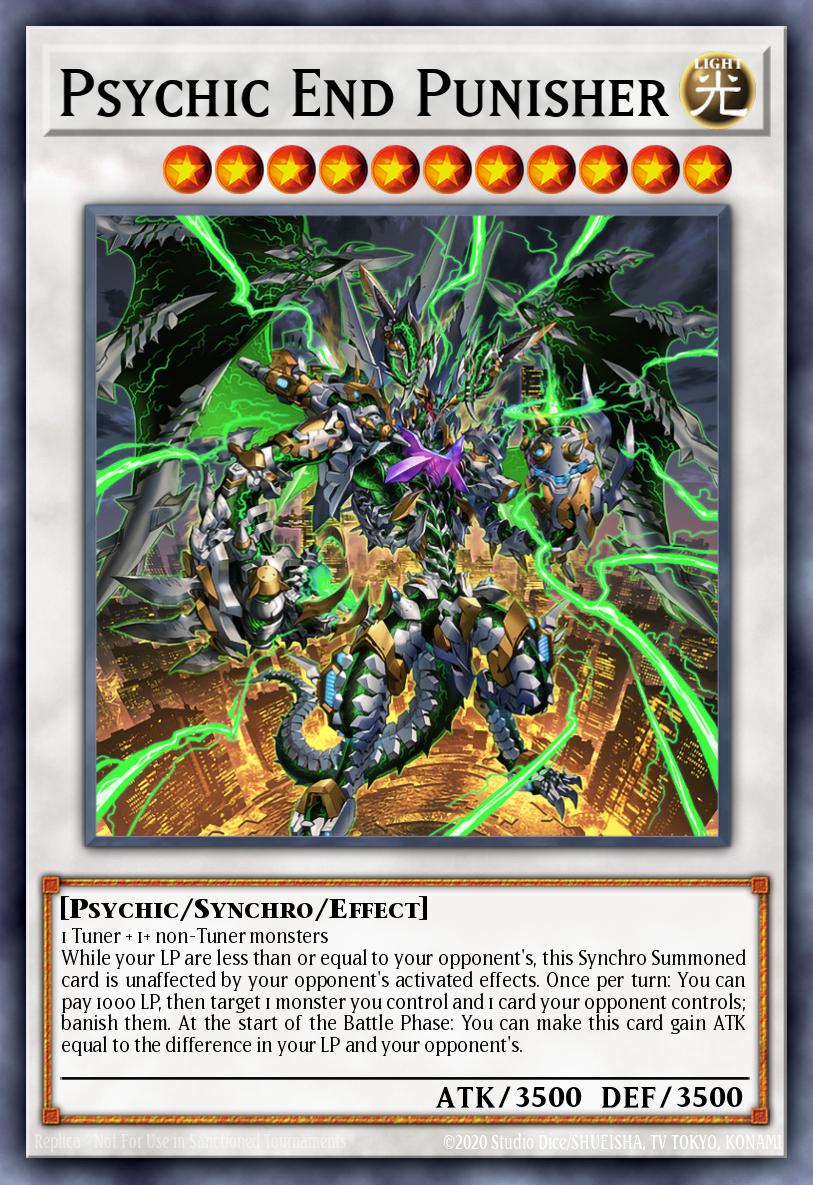 Psychic End Punisher
LIGHT
光
[Psychic/Synchro/Effect]
1 Tuner + 1+ non-Tuner monsters
While your LP are less than or equal to your opponent's, this Synchro Summoned
card is unaffected by your opponent's activated effects. Once per turn: You can
pay 1000 LP, then target 1 monster you control and 1 card your opponent controls;
banish them. At the start of the Battle Phase: You can make this card gain ATK
equal to the difference in your LP and your opponent's.
ATK/3500 DEF/3500
Replica - Not For Use in Sanctioned Tournaments
©2020 Studio Dice/SHUEISHA, TV TOKYO, KONAMI